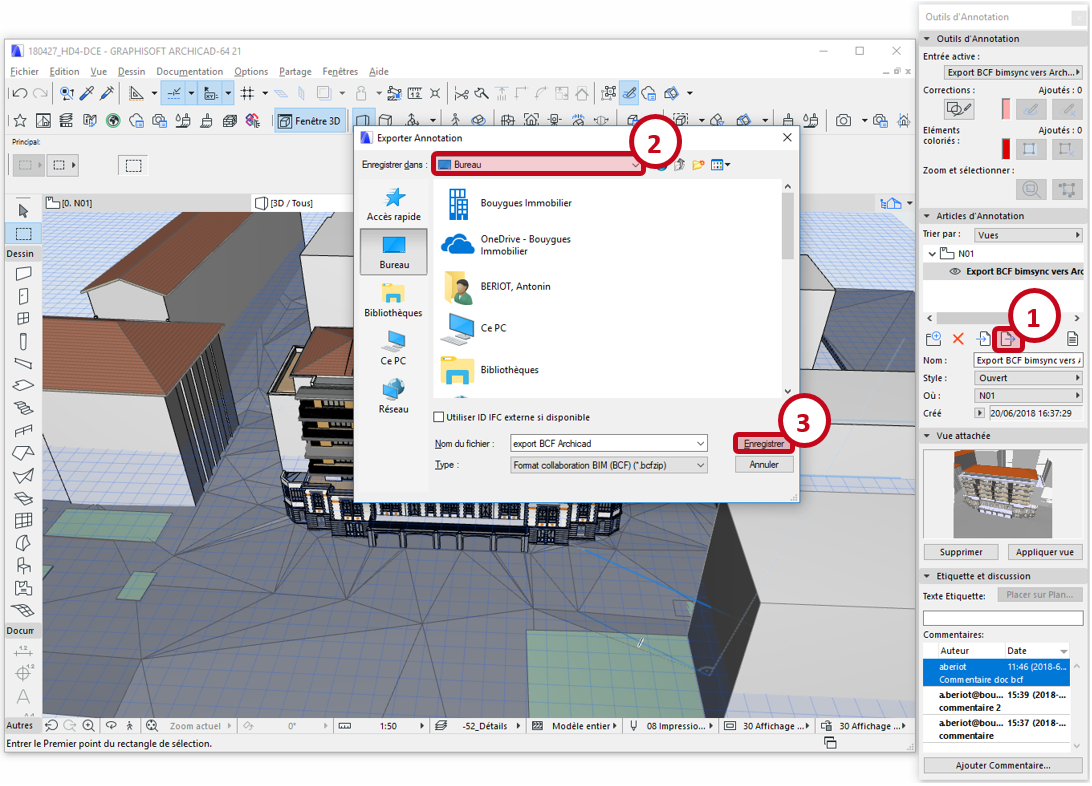 180427_HD4-DCE - GRAPHISOFT ARCHICAD-64 21
Fichier Edition Vue Dessin Documentation Options Partage Fenêtres Aide
Fenêtre 3D
Principal:
[0. N01]
[3D / Tous]
Dessin
Docum
Autres
Exporter Annotation
2
Enregistrer dans :
Bureau
Accès rapide
Bureau
Bibliothèques
Ce PC
Réseau
Bouygues Immobilier
OneDrive - Bouygues
Immobilier
BERIOT, Antonin
Ce PC
Bibliothèques
Utiliser ID IFC externe si disponible
Nom du fichier :
export BCF Archicad
Enregistrer
3
Type :
Format collaboration BIM (BCF) (*.bcfzip)
Annuler
Zoom actuel
0°
1:50
-52_Détails
Modèle entier
08 Impressio...
30 Affichage ...
30 Affichage ...
Entrer le Premier point du rectangle de sélection.
Outils d'Annotation
Outils d'Annotation
Entrée active :
Export BCF bimsync vers Arch...
Corrections :
Ajoutés : 0
Eléments
coloriés :
Ajoutés : 0
Zoom et sélectionner :
Articles d'Annotation
Trier par :
Vues
N01
Export BCF bimsync vers Arc
1
Nom :
Export BCF bimsync vers A
Style :
Ouvert
Où :
N01
Créé
20/06/2018 16:37:29
Vue attachée
Supprimer
Appliquer vue
Etiquette et discussion
Texte Etiquette:
Placer sur Plan...
Commentaires:
Auteur
Date
aberiot
11:46 (2018-6...
Commentaire doc bcf
a.beriot@bou...
15:39 (2018-...
commentaire 2
a.beriot@bou...
15:37 (2018-...
commentaire
Ajouter Commentaire...